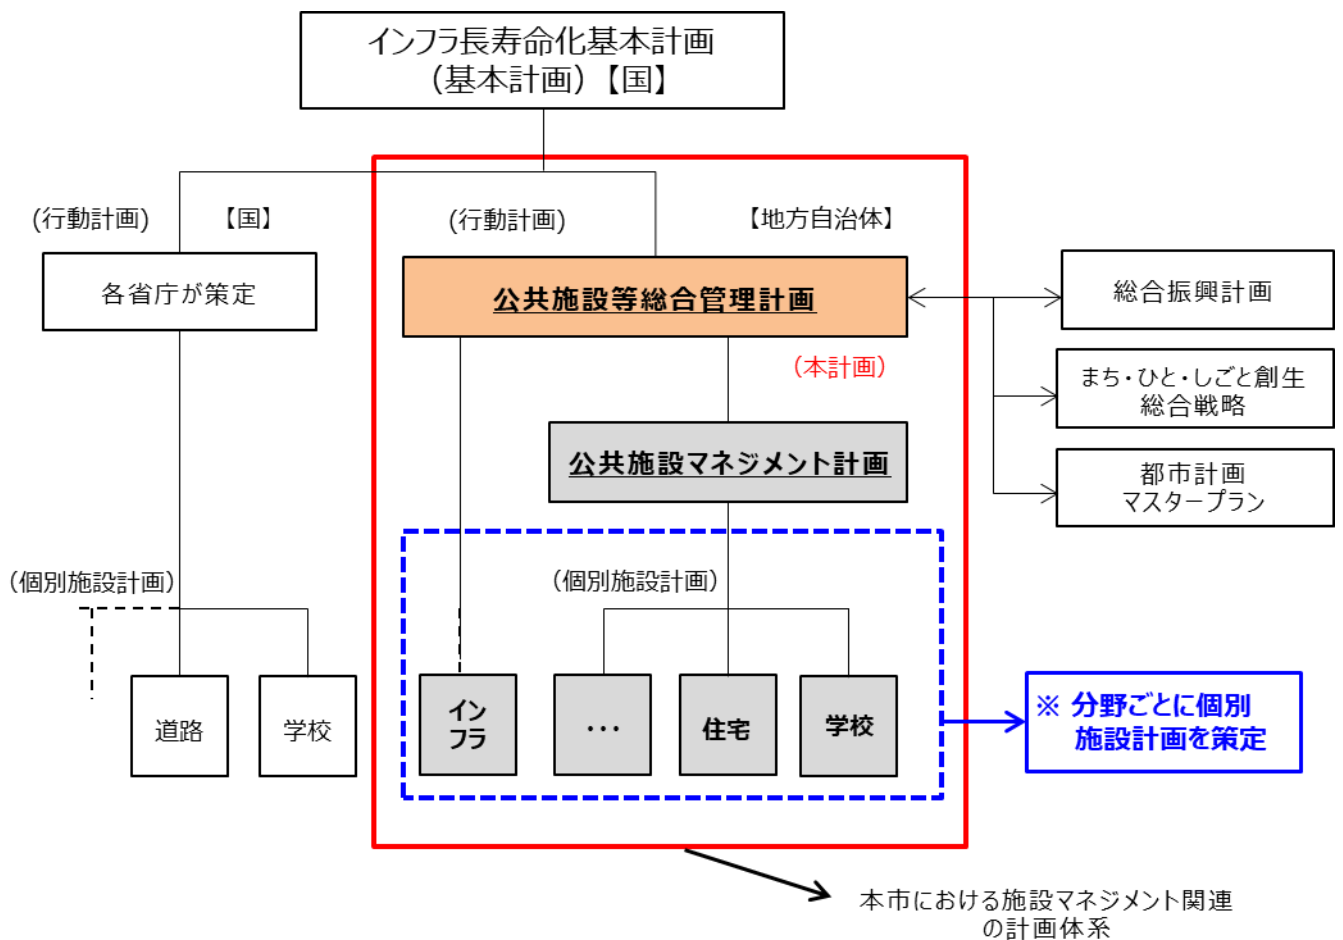 インフラ長寿命化基本計画
（基本計画）【国】
(行動計画)
【国】
(行動計画)
【地方自治体】
各省庁が策定
公共施設等総合管理計画
（本計画）
総合振興計画
まち・ひと・しごと創生
総合戦略
都市計画
マスタープラン
公共施設マネジメント計画
（個別施設計画）
（個別施設計画）
道路
学校
イン
フラ
・・・
住宅
学校
※ 分野ごとに個別
施設計画を策定
本市における施設マネジメント関連
の計画体系